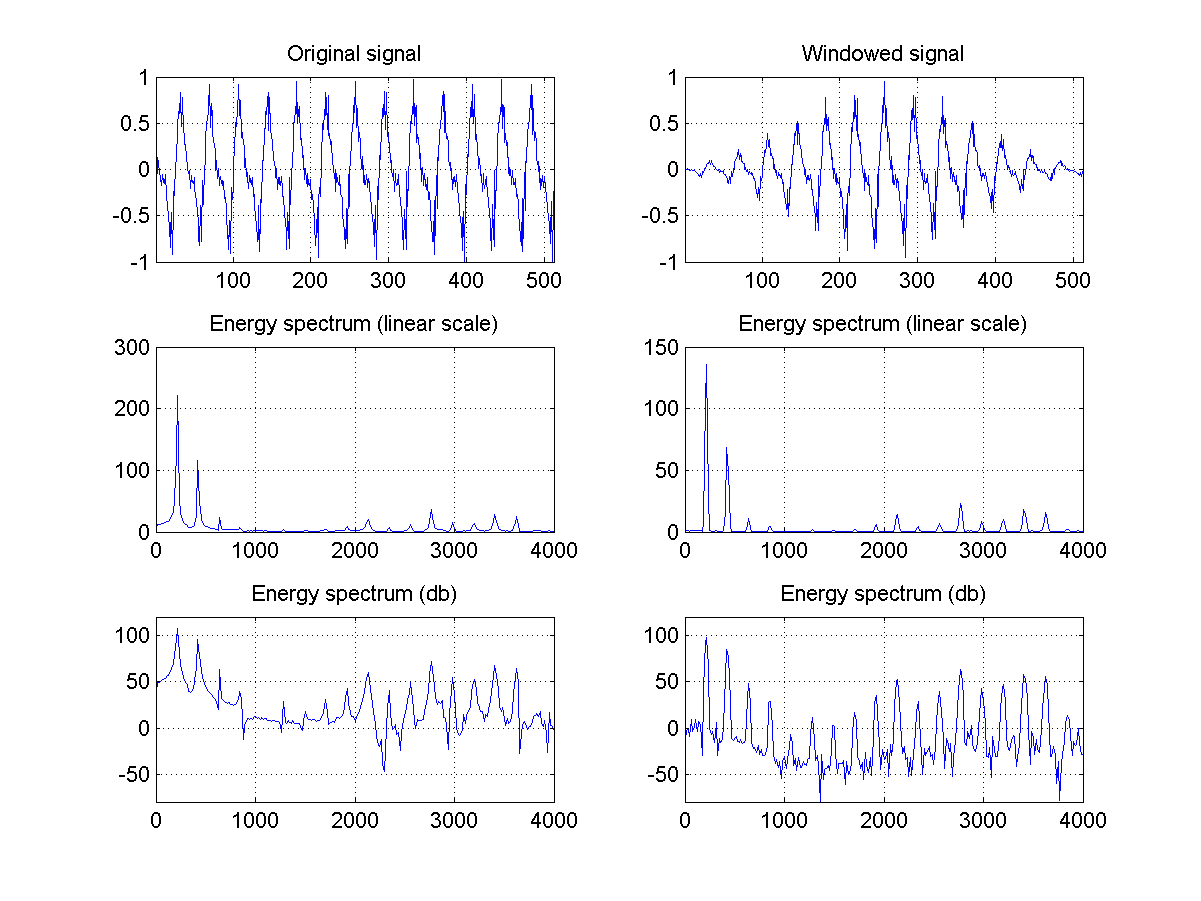 Original signal
1
0.5
0
-0.5
-1
100 200 300 400 500
Windowed signal
1
0.5
0
-0.5
-1
100 200 300 400 500
Energy spectrum (linear scale)
300
200
100
0
0 1000 2000 3000 4000
Energy spectrum (linear scale)
150
100
50
0
0 1000 2000 3000 4000
Energy spectrum (db)
100
50
0
-50
0 1000 2000 3000 4000
Energy spectrum (db)
100
50
0
-50
0 1000 2000 3000 4000